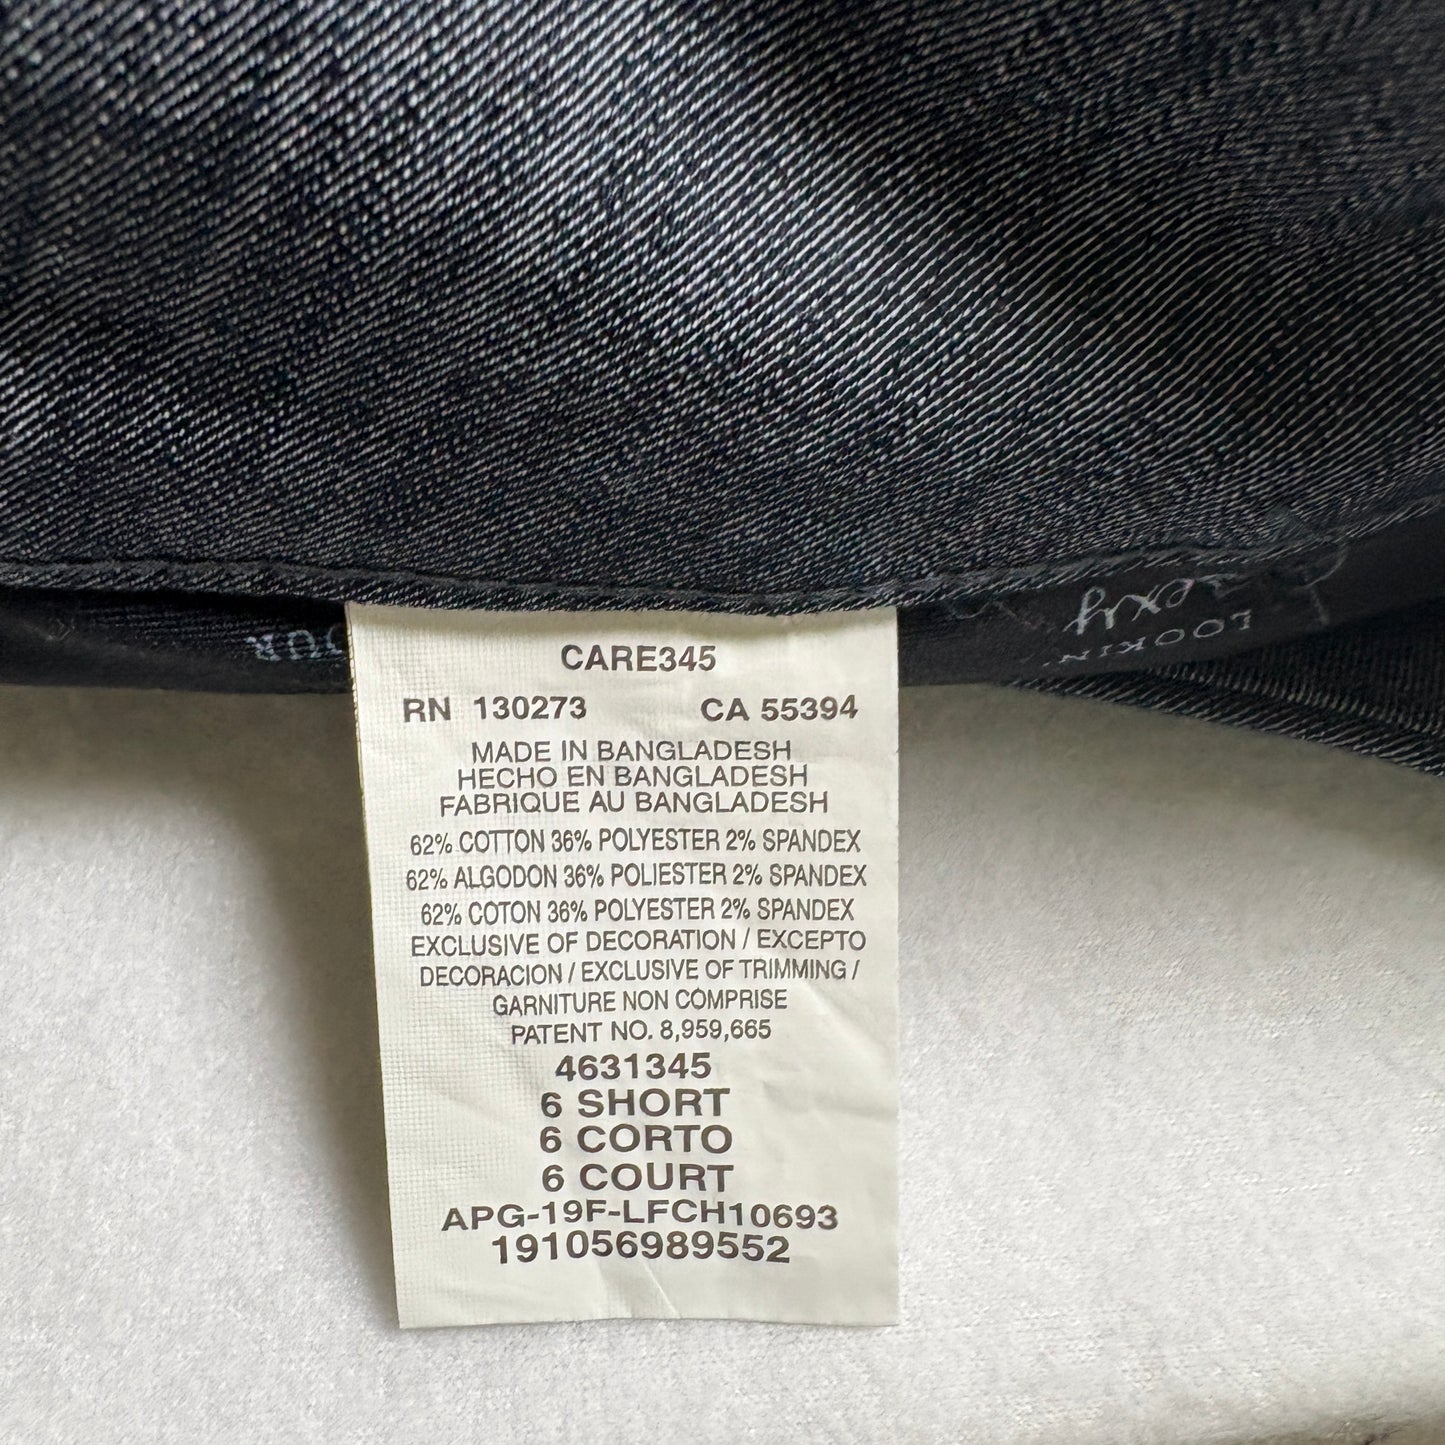 CARE345
RN 130273 CA 55394
MADE IN BANGLADESH
HECHO EN BANGLADESH
FABRIQUE AU BANGLADESH
62% COTTON 36% POLYESTER 2% SPANDEX
62% ALGODON 36% POLIESTER 2% SPANDEX
62% COTON 36% POLYESTER 2% SPANDEX
EXCLUSIVE OF DECORATION / EXCEPTO
DECORACION / EXCLUSIVE OF TRIMMING /
GARNITURE NON COMPRISE
PATENT NO. 8,959,665
4631345
6 SHORT
6 CORTO
6 COURT
APG-19F-LFCH10693
191056989552
OUR
LOOKIN'